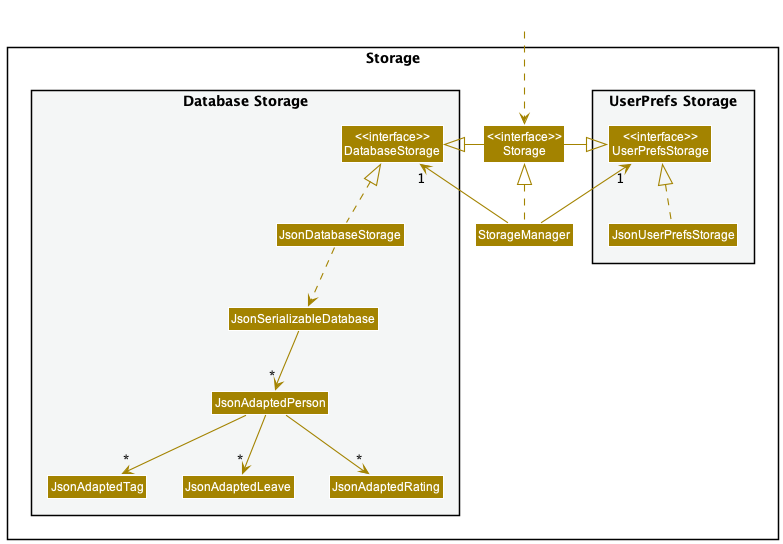 Storage
Database Storage
UserPrefs Storage
<<interface>>
DatabaseStorage
<<interface>>
Storage
<<interface>>
UserPrefsStorage
1
1
JsonDatabaseStorage
StorageManager
JsonUserPrefsStorage
JsonSerializableDatabase
*
JsonAdaptedPerson
*
*
*
JsonAdaptedTag
JsonAdaptedLeave
JsonAdaptedRating